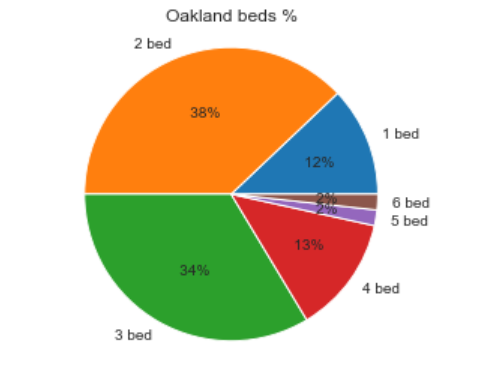 Oakland beds %
2 bed
38%
1 bed
12%
2%
6 bed
2%
5 bed
13%
4 bed
34%
3 bed